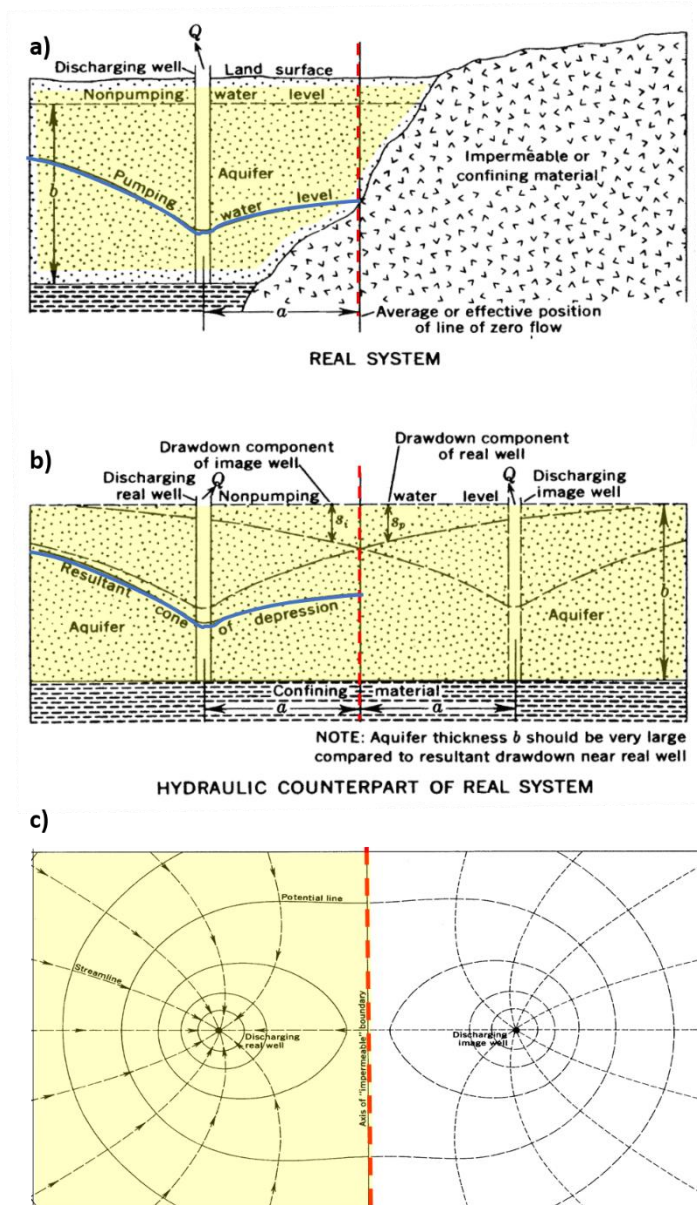 a)
Q
Discharging well
Land surface
Nonpumping water level
b
Pumping water level
Aquifer
Impermeable or
confining material
a
Average or effective
position of line of zero flow
REAL SYSTEM
b)
Drawdown component
of image well
Drawdown component
of real well
Discharging
real well
Q
Nonpumping water level
Q
Discharging
image well
si
sp
b
Resultant cone of depression
Aquifer
Aquifer
Confining material
a
a
NOTE: Aquifer thickness b should be very large
compared to resultant drawdown near real well
HYDRAULIC COUNTERPART OF REAL SYSTEM
c)
Potential line
Streamline
Discharging
real well
Axis of "impermeable" boundary
Discharging
image well